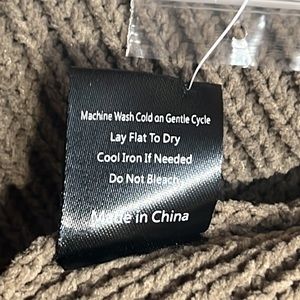 Machine Wash Cold on Gentle Cycle
Lay Flat To Dry
Cool Iron If Needed
Do Not Bleach
Made in China